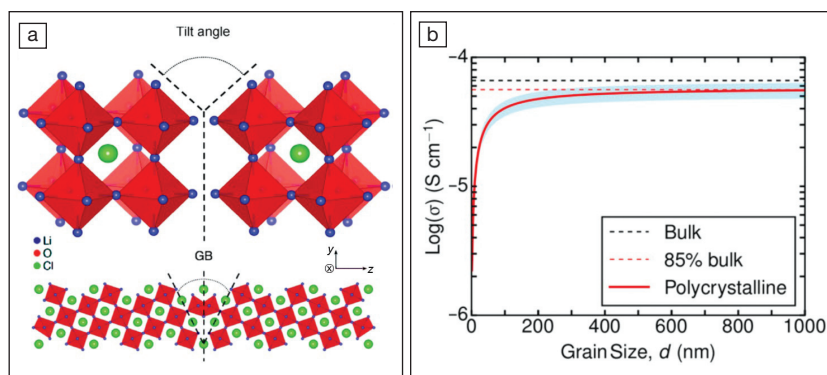 a
Tilt angle
Li
O
Cl
GB
y
x
z
b
Log(σ) (S cm⁻¹)
−4
−5
−6
Bulk
85% bulk
Polycrystalline
0
200
400
600
800
1000
Grain Size, d (nm)